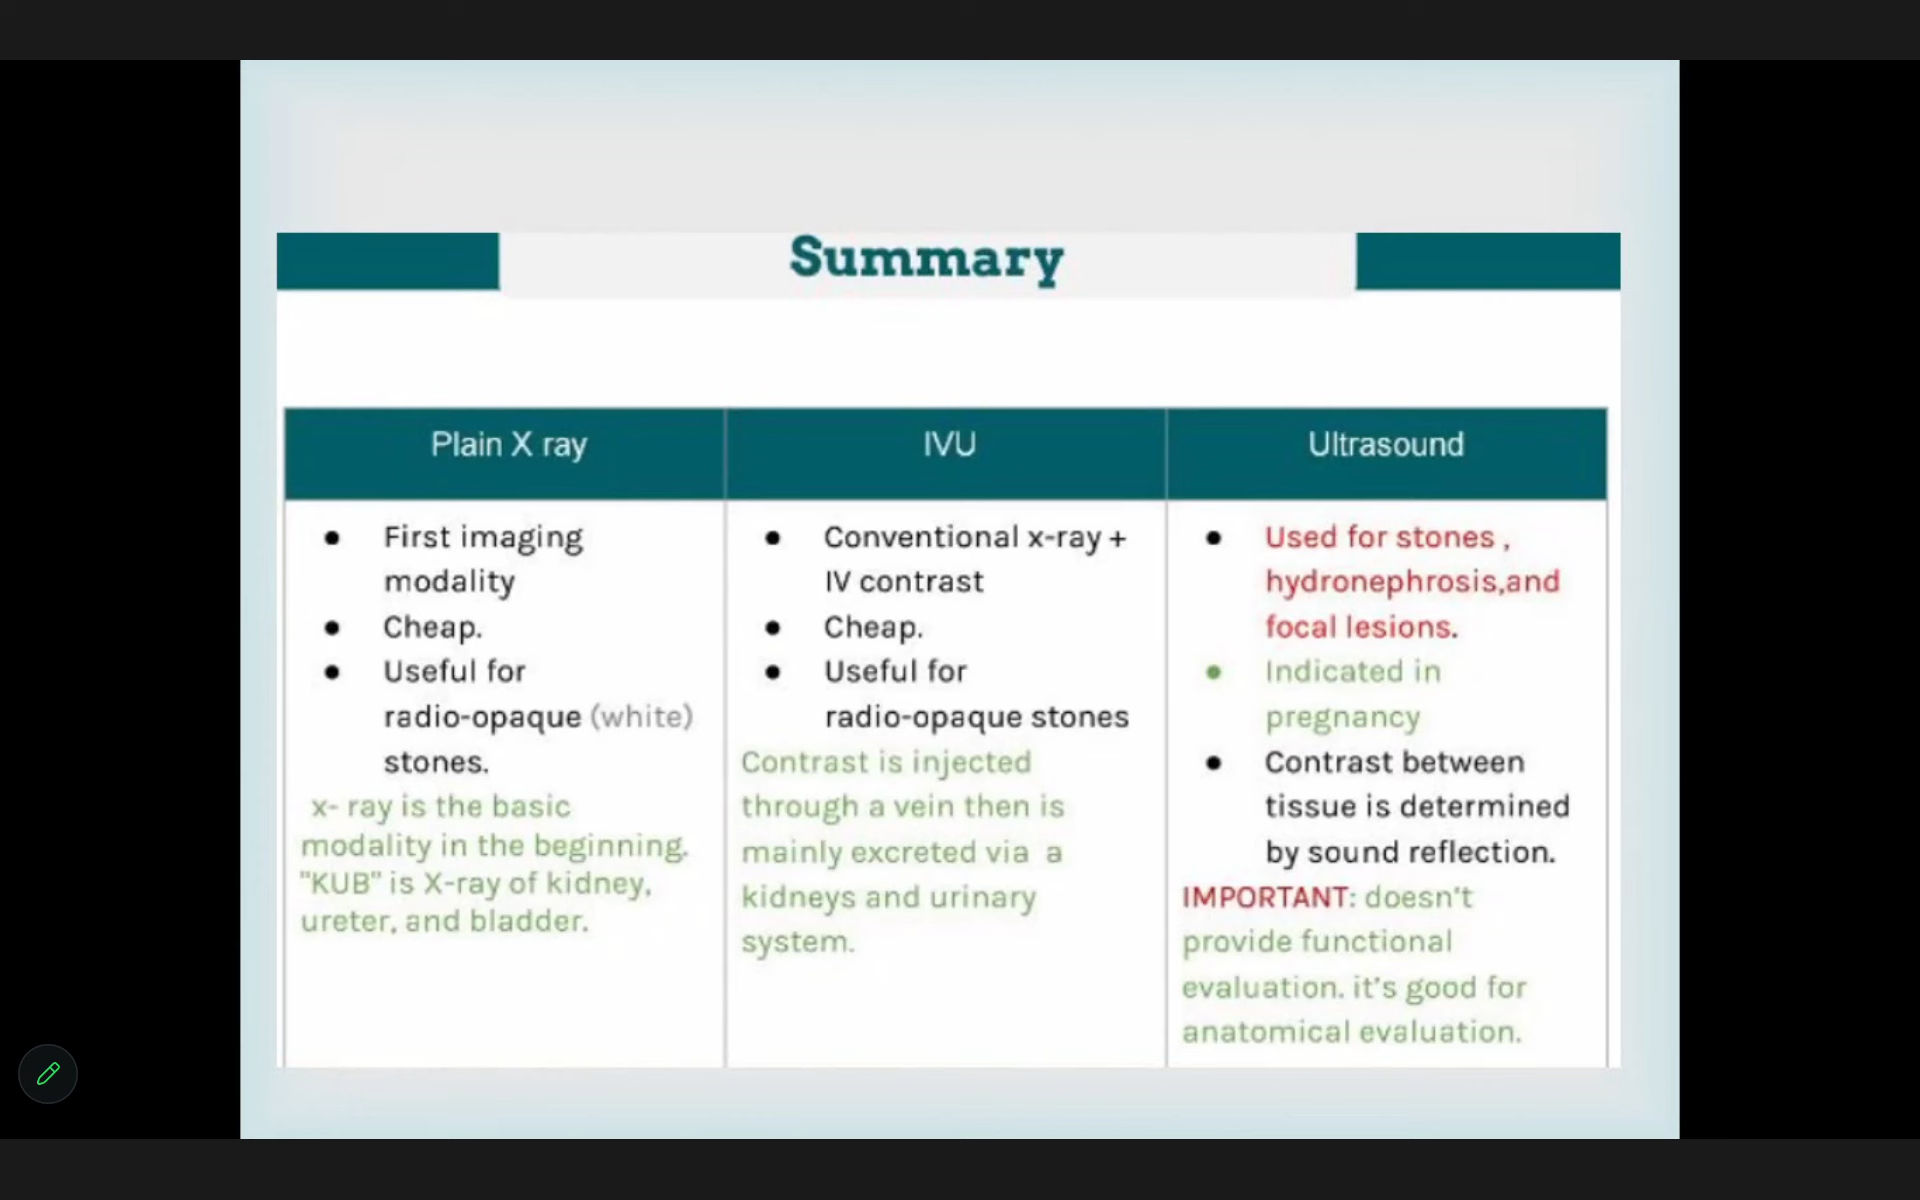 Summary
Plain X ray
IVU
Ultrasound
● First imaging
modality
● Cheap.
● Useful for
radio-opaque (white)
stones.
x- ray is the basic
modality in the beginning.
"KUB" is X-ray of kidney,
ureter, and bladder.
● Conventional x-ray +
IV contrast
● Cheap.
● Useful for
radio-opaque stones
Contrast is injected
through a vein then is
mainly excreted via a
kidneys and urinary
system.
● Used for stones ,
hydronephrosis,and
focal lesions.
● Indicated in
pregnancy
● Contrast between
tissue is determined
by sound reflection.
IMPORTANT: doesn't
provide functional
evaluation. it's good for
anatomical evaluation.